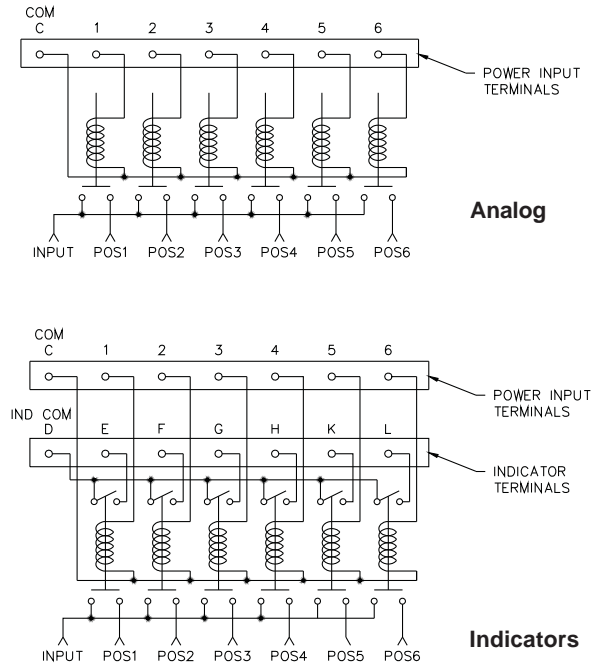 COM
C 1 2 3 4 5 6
POWER INPUT
TERMINALS
Analog
INPUT POS1 POS2 POS3 POS4 POS5 POS6
COM
C 1 2 3 4 5 6
POWER INPUT
TERMINALS
IND COM
D E F G H K L
INDICATOR
TERMINALS
INPUT POS1 POS2 POS3 POS4 POS5 POS6
Indicators